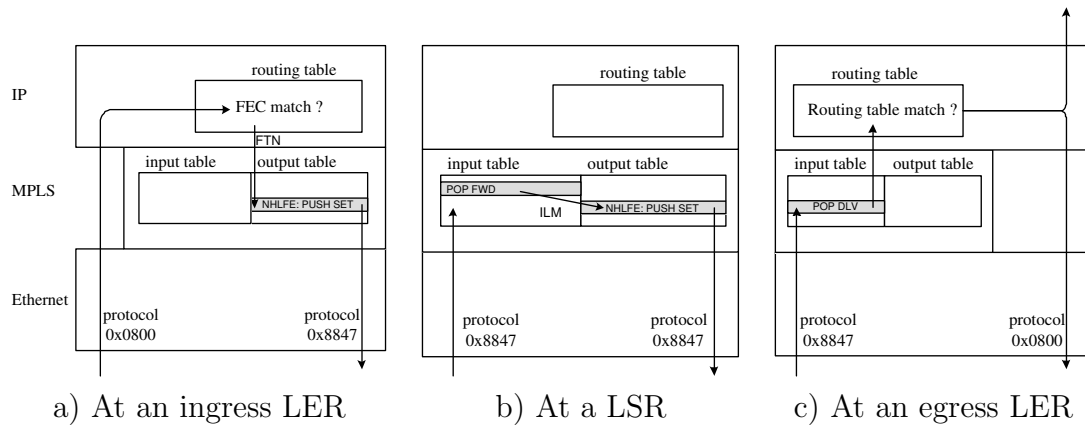 IP
MPLS
Ethernet
routing table
FEC match ?
FTN
input table
output table
NHLFE: PUSH SET
protocol
0x0800
protocol
0x8847
a) At an ingress LER
routing table
input table
output table
POP FWD
ILM
NHLFE: PUSH SET
protocol
0x8847
protocol
0x8847
b) At a LSR
routing table
Routing table match ?
input table
output table
POP DLV
protocol
0x8847
protocol
0x0800
c) At an egress LER